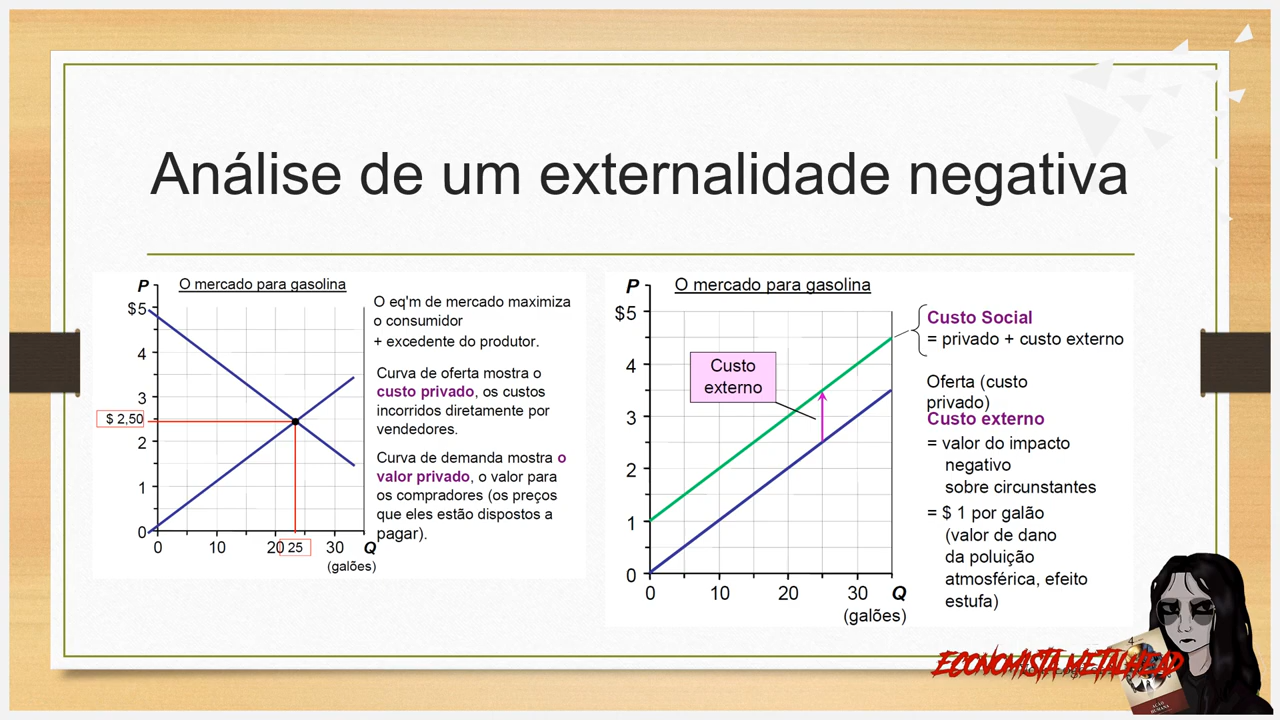 Análise de um externalidade negativa
P
O mercado para gasolina
$5
4
3
$ 2,50
2
1
0
0 10 20 25 30 Q
(galões)
O eq'm de mercado maximiza
o consumidor
+ excedente do produtor.
Curva de oferta mostra o
custo privado, os custos
incorridos diretamente por
vendedores.
Curva de demanda mostra o
valor privado, o valor para
os compradores (os preços
que eles estão dispostos a
pagar).
P
O mercado para gasolina
$5
4
3
2
1
0
0 10 20 30 Q
(galões)
Custo
externo
Custo Social
= privado + custo externo
Oferta (custo
privado)
Custo externo
= valor do impacto
negativo
sobre circunstantes
= $ 1 por galão
(valor de dano
da poluição
atmosférica, efeito
estufa)
4
ECONOMISTA METALHEAD
AÇÃO
HUMANA